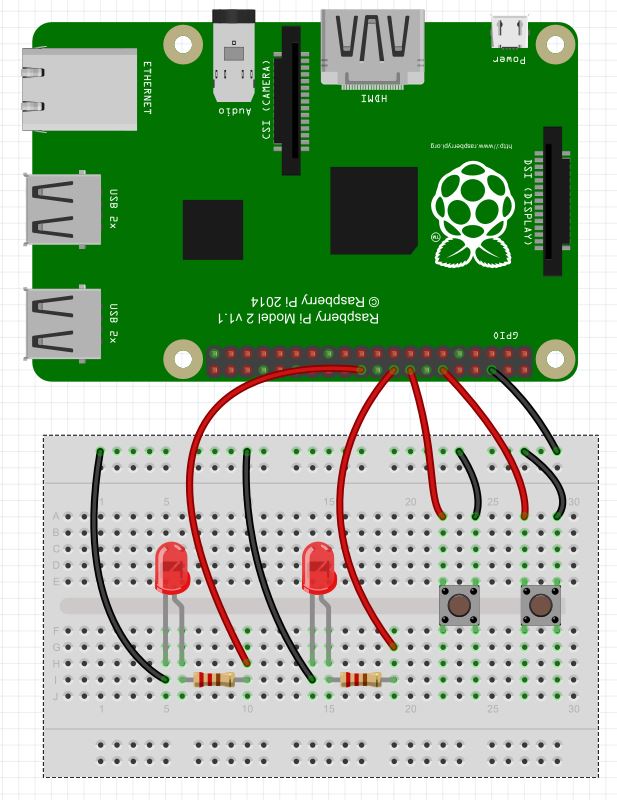 Power
HDMI
Audio
ETHERNET
CSI (CAMERA)
http://www.raspberrypi.org
DSI (DISPLAY)
TM
USB 2x
© Raspberry Pi 2014
Raspberry Pi Model 2 v1.1
USB 2x
GPIO
1 5 15 20 25 30
A
B
C
D
E
F
G
H
I
J
1 5 10 15 20 25 30